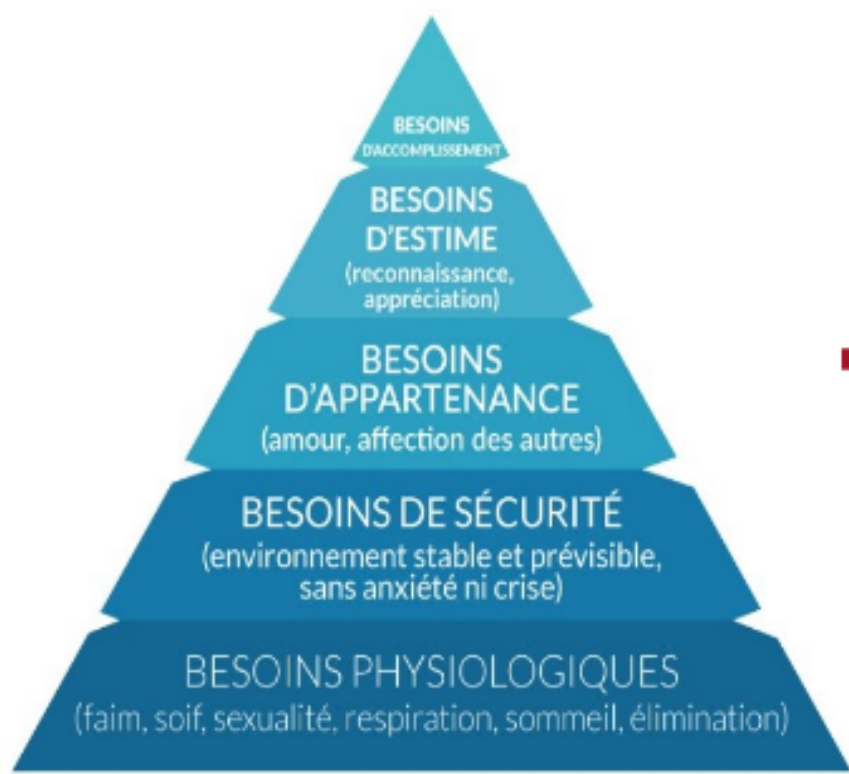 BESOINS
D'ACCOMPLISSEMENT
BESOINS
D'ESTIME
(reconnaissance,
appréciation)
BESOINS
D'APPARTENANCE
(amour, affection des autres)
BESOINS DE SÉCURITÉ
(environnement stable et prévisible,
sans anxiété ni crise)
BESOINS PHYSIOLOGIQUES
(faim, soif, sexualité, respiration, sommeil, élimination)